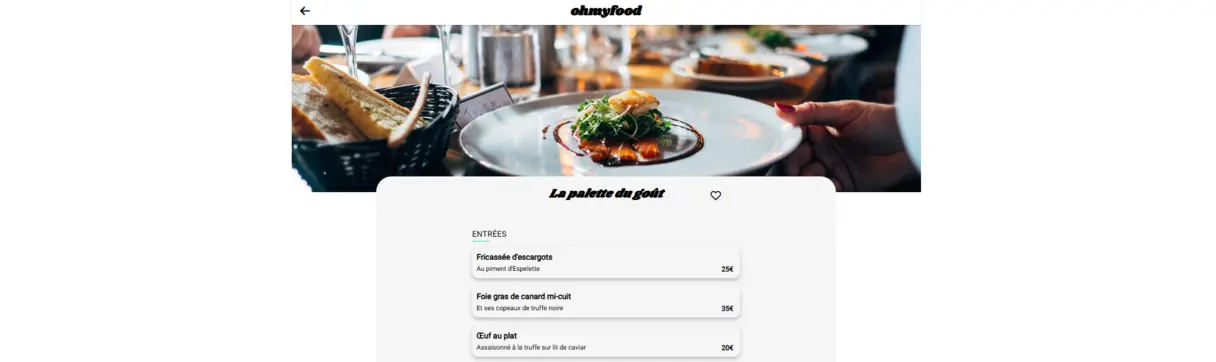 ohmyfood
La palette du goût
ENTRÉES
Fricassée d'escargots
Au piment d'Espelette
25€
Foie gras de canard mi-cuit
Et ses copeaux de truffe noire
35€
Œuf au plat
Assaisonné à la truffe sur lit de caviar
20€